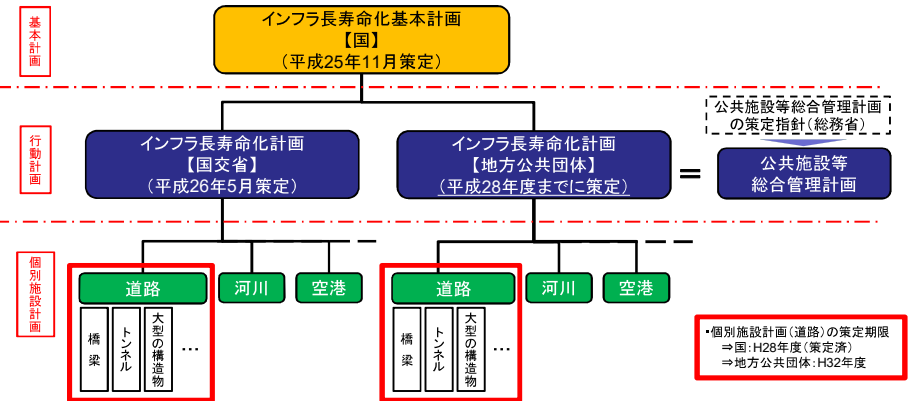 基本計画
インフラ長寿命化基本計画
【国】
(平成25年11月策定)
行動計画
インフラ長寿命化計画
【国交省】
(平成26年5月策定)
インフラ長寿命化計画
【地方公共団体】
(平成28年度までに策定)
=
公共施設等総合管理計画
の策定指針(総務省)
公共施設等
総合管理計画
個別施設計画
道路
河川
空港
橋梁
トンネル
大型の構造物
…
道路
河川
空港
橋梁
トンネル
大型の構造物
…
・個別施設計画(道路)の策定期限
⇒国:H28年度(策定済)
⇒地方公共団体:H32年度